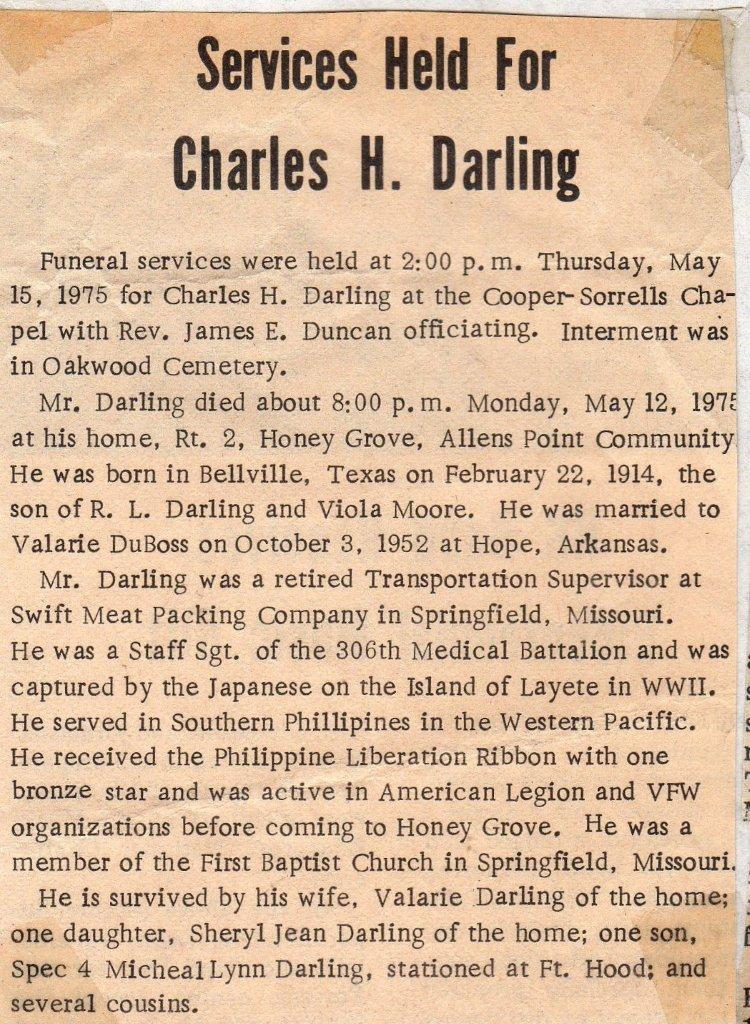 Services Held For
Charles H. Darling
Funeral services were held at 2:00 p.m. Thursday, May
15, 1975 for Charles H. Darling at the Cooper-Sorrells Cha-
pel with Rev. James E. Duncan officiating. Interment was
in Oakwood Cemetery.
Mr. Darling died about 8:00 p.m. Monday, May 12, 1975
at his home, Rt. 2, Honey Grove, Allens Point Community
He was born in Bellville, Texas on February 22, 1914, the
son of R. L. Darling and Viola Moore. He was married to
Valarie DuBoss on October 3, 1952 at Hope, Arkansas.
Mr. Darling was a retired Transportation Supervisor at
Swift Meat Packing Company in Springfield, Missouri.
He was a Staff Sgt. of the 306th Medical Battalion and was
captured by the Japanese on the Island of Layete in WWII.
He served in Southern Phillipines in the Western Pacific.
He received the Philippine Liberation Ribbon with one
bronze star and was active in American Legion and VFW
organizations before coming to Honey Grove. He was a
member of the First Baptist Church in Springfield, Missouri.
He is survived by his wife, Valarie Darling of the home;
one daughter, Sheryl Jean Darling of the home; one son,
Spec 4 Micheal Lynn Darling, stationed at Ft. Hood; and
several cousins.